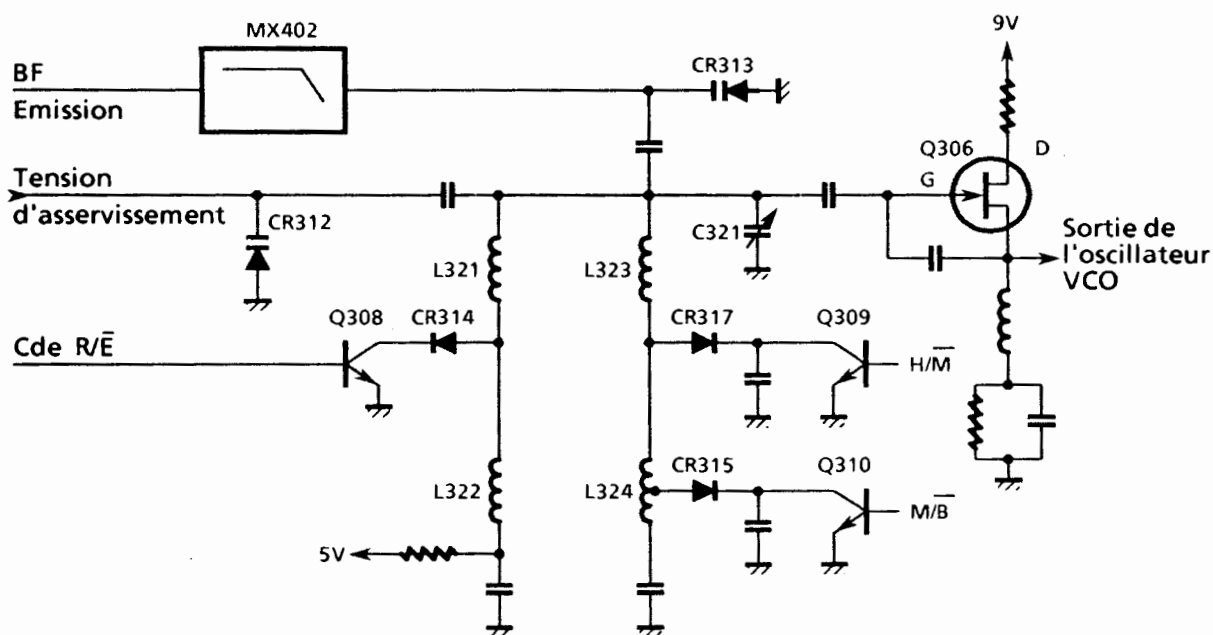 MX402
9V
BF
Emission
CR313
Q306
D
G
Tension
d'asservissement
CR312
C321
Sortie de
l'oscillateur
VCO
L321
L323
Q308
CR314
CR317
Q309
Cde R/E̅
H/M̅
L322
L324
CR315
Q310
M/B̅
5V